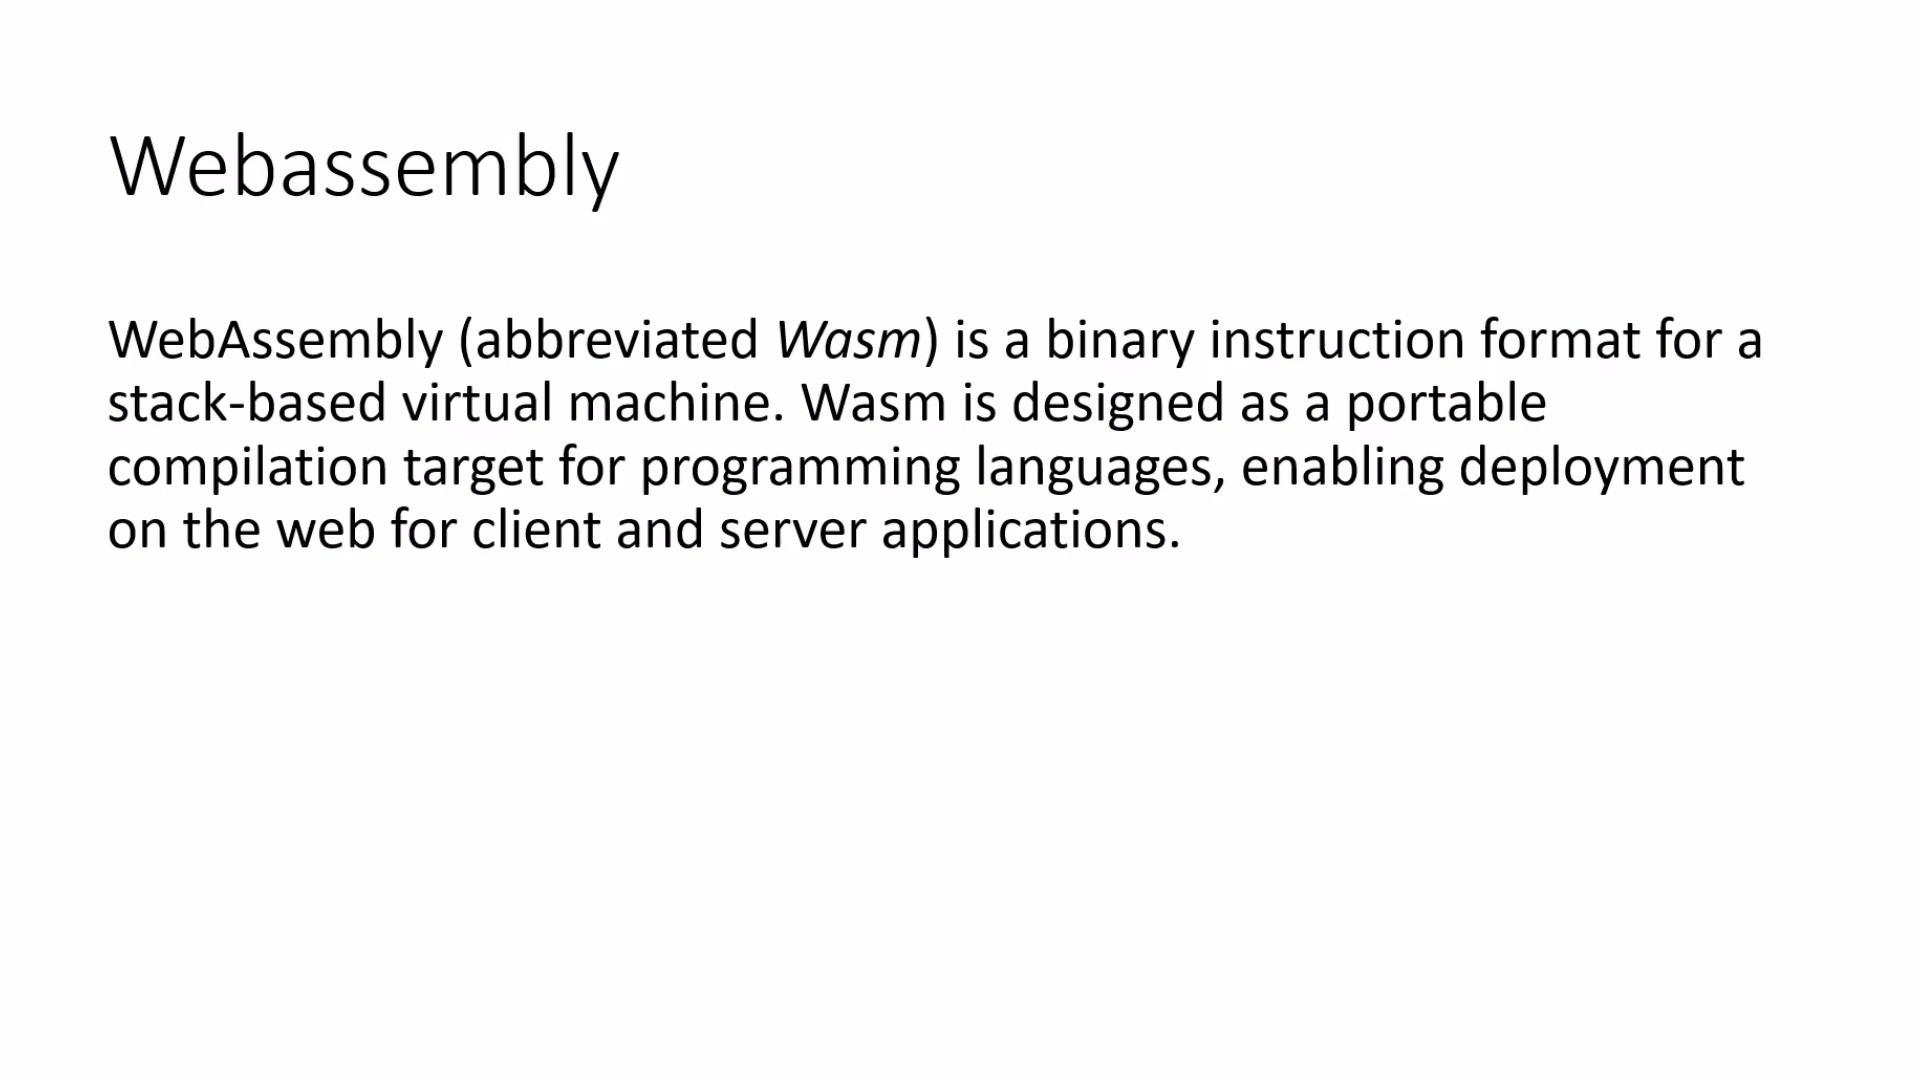 Webassembly
WebAssembly (abbreviated Wasm) is a binary instruction format for a
stack-based virtual machine. Wasm is designed as a portable
compilation target for programming languages, enabling deployment
on the web for client and server applications.